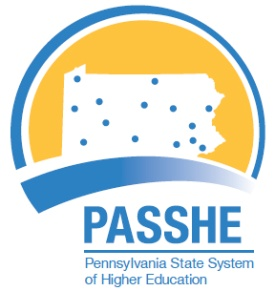 PASSHE
Pennsylvania State System
of Higher Education